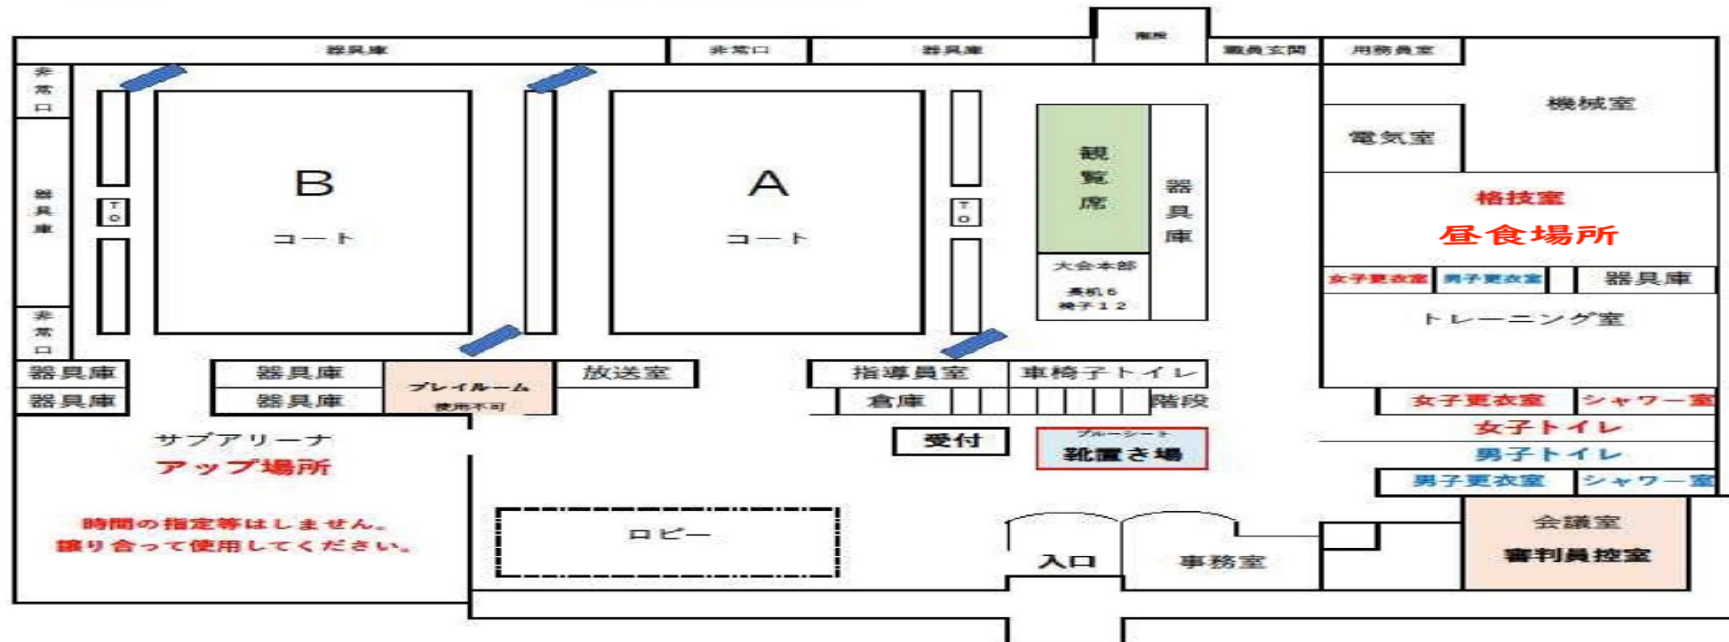 階段
器具庫
非常口
器具庫
職員玄関
用務員室
非常口
機械室
電気室
B
コート
A
コート
観覧席
器具庫
器具庫
TO
TO
格技室
昼食場所
大会本部
長机6
椅子12
女子更衣室
男子更衣室
器具庫
トレーニング室
非常口
器具庫
器具庫
プレイルーム
使用不可
放送室
指導員室
車椅子トイレ
器具庫
器具庫
倉庫
階段
女子更衣室
シャワー室
サブアリーナ
アップ場所
受付
ブルーシート
靴置き場
女子トイレ
男子トイレ
男子更衣室
シャワー室
時間の指定等はしません。
譲り合って使用してください。
ロビー
入口
事務室
会議室
審判員控室